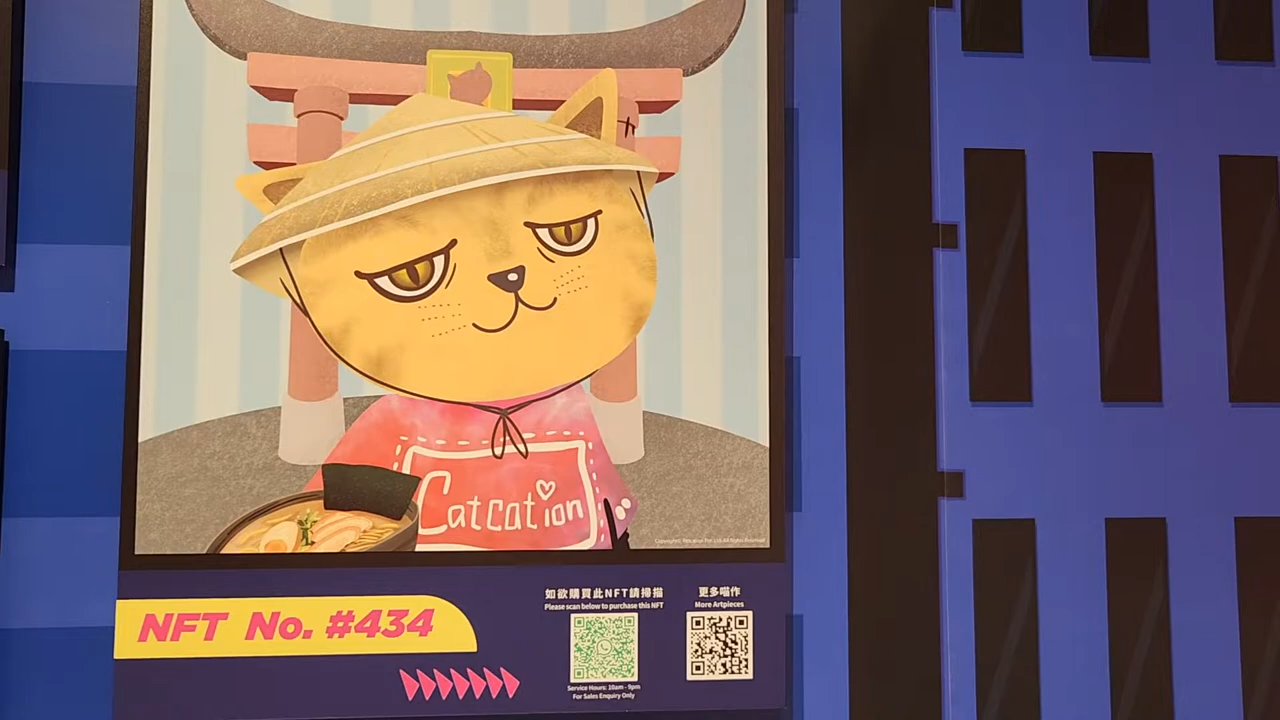 Catcation
NFT No. #434
如欲購買此NFT請掃描
Please scan below to purchase this NFT
Service Hours: 10am - 9pm
For Sales Enquiry Only
更多喵作
More Artpieces